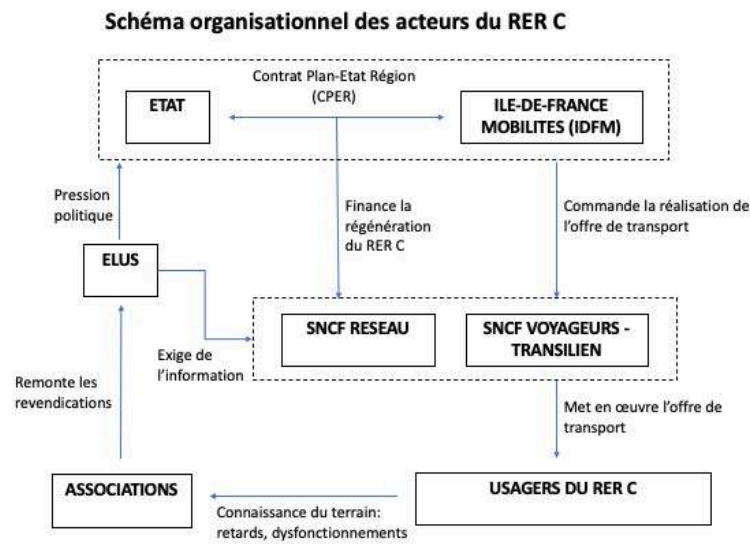 Schéma organisationnel des acteurs du RER C
Contrat Plan-Etat Région
(CPER)
ETAT
ILE-DE-FRANCE
MOBILITES (IDFM)
Pression
politique
Finance la
régénération
du RER C
Commande la réalisation de
l’offre de transport
ELUS
SNCF RESEAU
SNCF VOYAGEURS -
TRANSILIEN
Exige de
l’information
Remonte les
revendications
Met en œuvre l’offre de
transport
ASSOCIATIONS
USAGERS DU RER C
Connaissance du terrain:
retards, dysfonctionnements